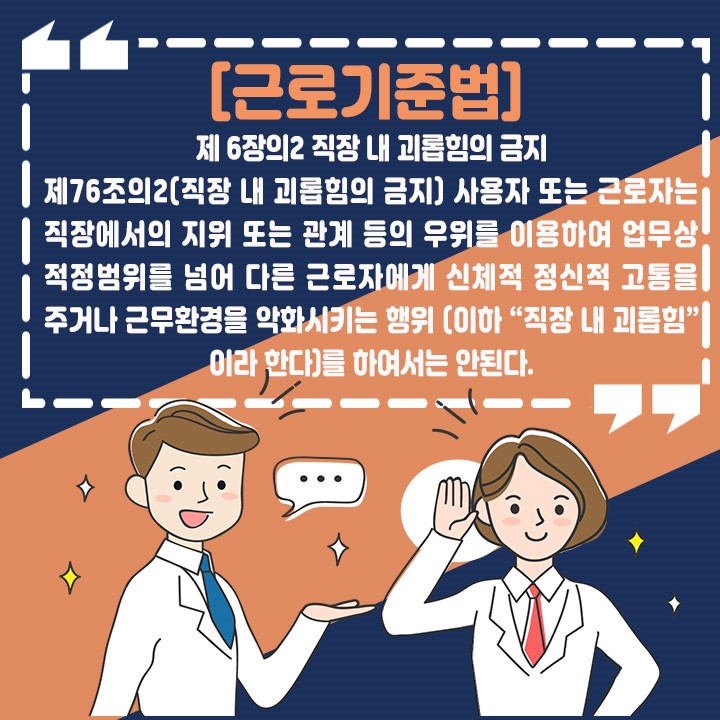 [근로기준법]
제 6장의2 직장 내 괴롭힘의 금지
제76조의2(직장 내 괴롭힘의 금지) 사용자 또는 근로자는
직장에서의 지위 또는 관계 등의 우위를 이용하여 업무상
적정범위를 넘어 다른 근로자에게 신체적 정신적 고통을
주거나 근무환경을 악화시키는 행위 (이하 “직장 내 괴롭힘”
이라 한다)를 하여서는 안된다.